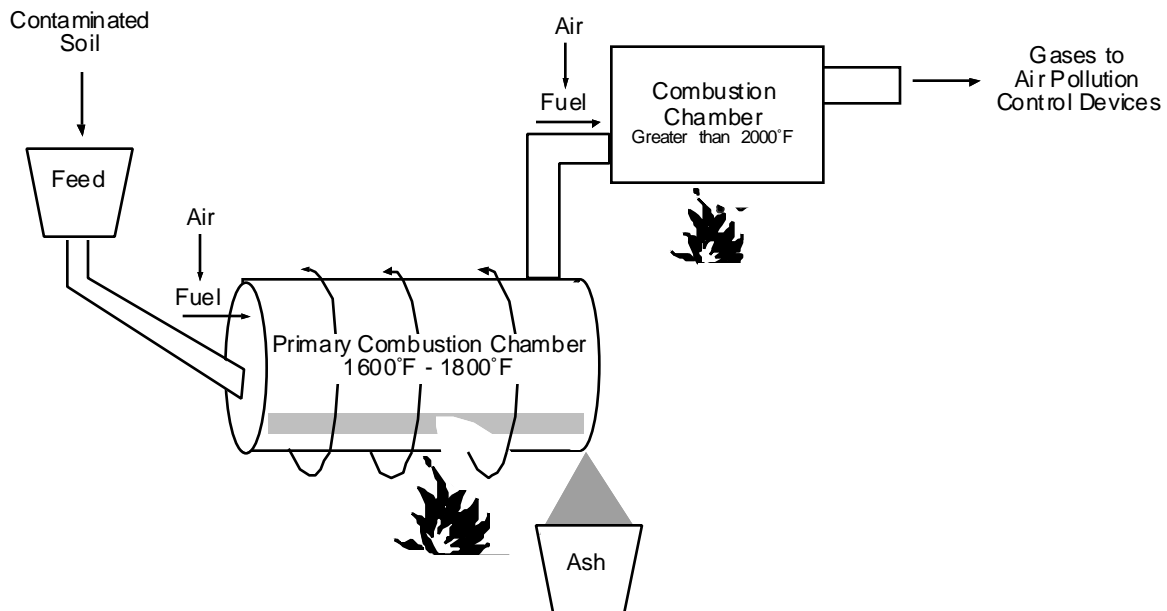 Contaminated
Soil
Feed
Air
Fuel
Primary Combustion Chamber
1600˚F - 1800˚F
Ash
Air
Fuel
Combustion
Chamber
Greater than 2000˚F
Gases to
Air Pollution
Control Devices